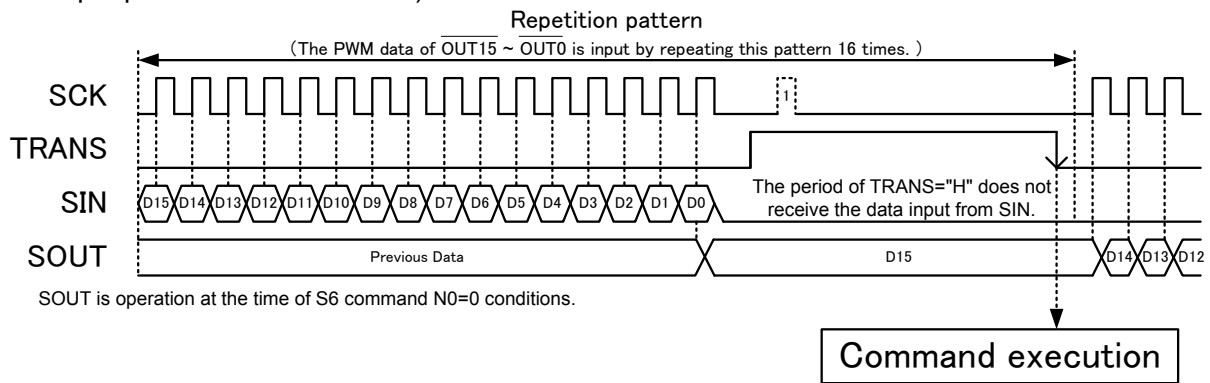 Repetition pattern
(The PWM data of OUT15 ~ OUT0 is input by repeating this pattern 16 times. )
SCK
1
TRANS
SIN
D15 D14 D13 D12 D11 D10 D9 D8 D7 D6 D5 D4 D3 D2 D1 D0
The period of TRANS="H" does not
receive the data input from SIN.
SOUT
Previous Data
D15
D14 D13 D12
SOUT is operation at the time of S6 command N0=0 conditions.
Command execution